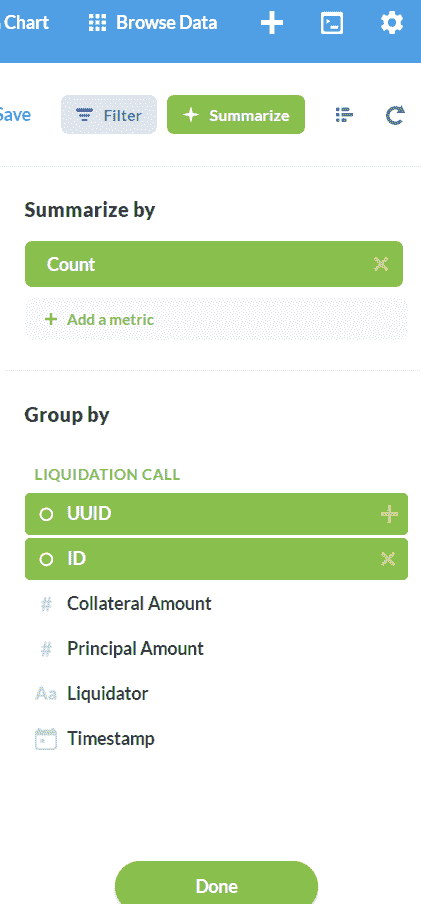 Chart Browse Data
Save Filter Summarize
Summarize by
Count
Add a metric
Group by
LIQUIDATION CALL
UUID
ID
# Collateral Amount
# Principal Amount
Aa Liquidator
Timestamp
Done